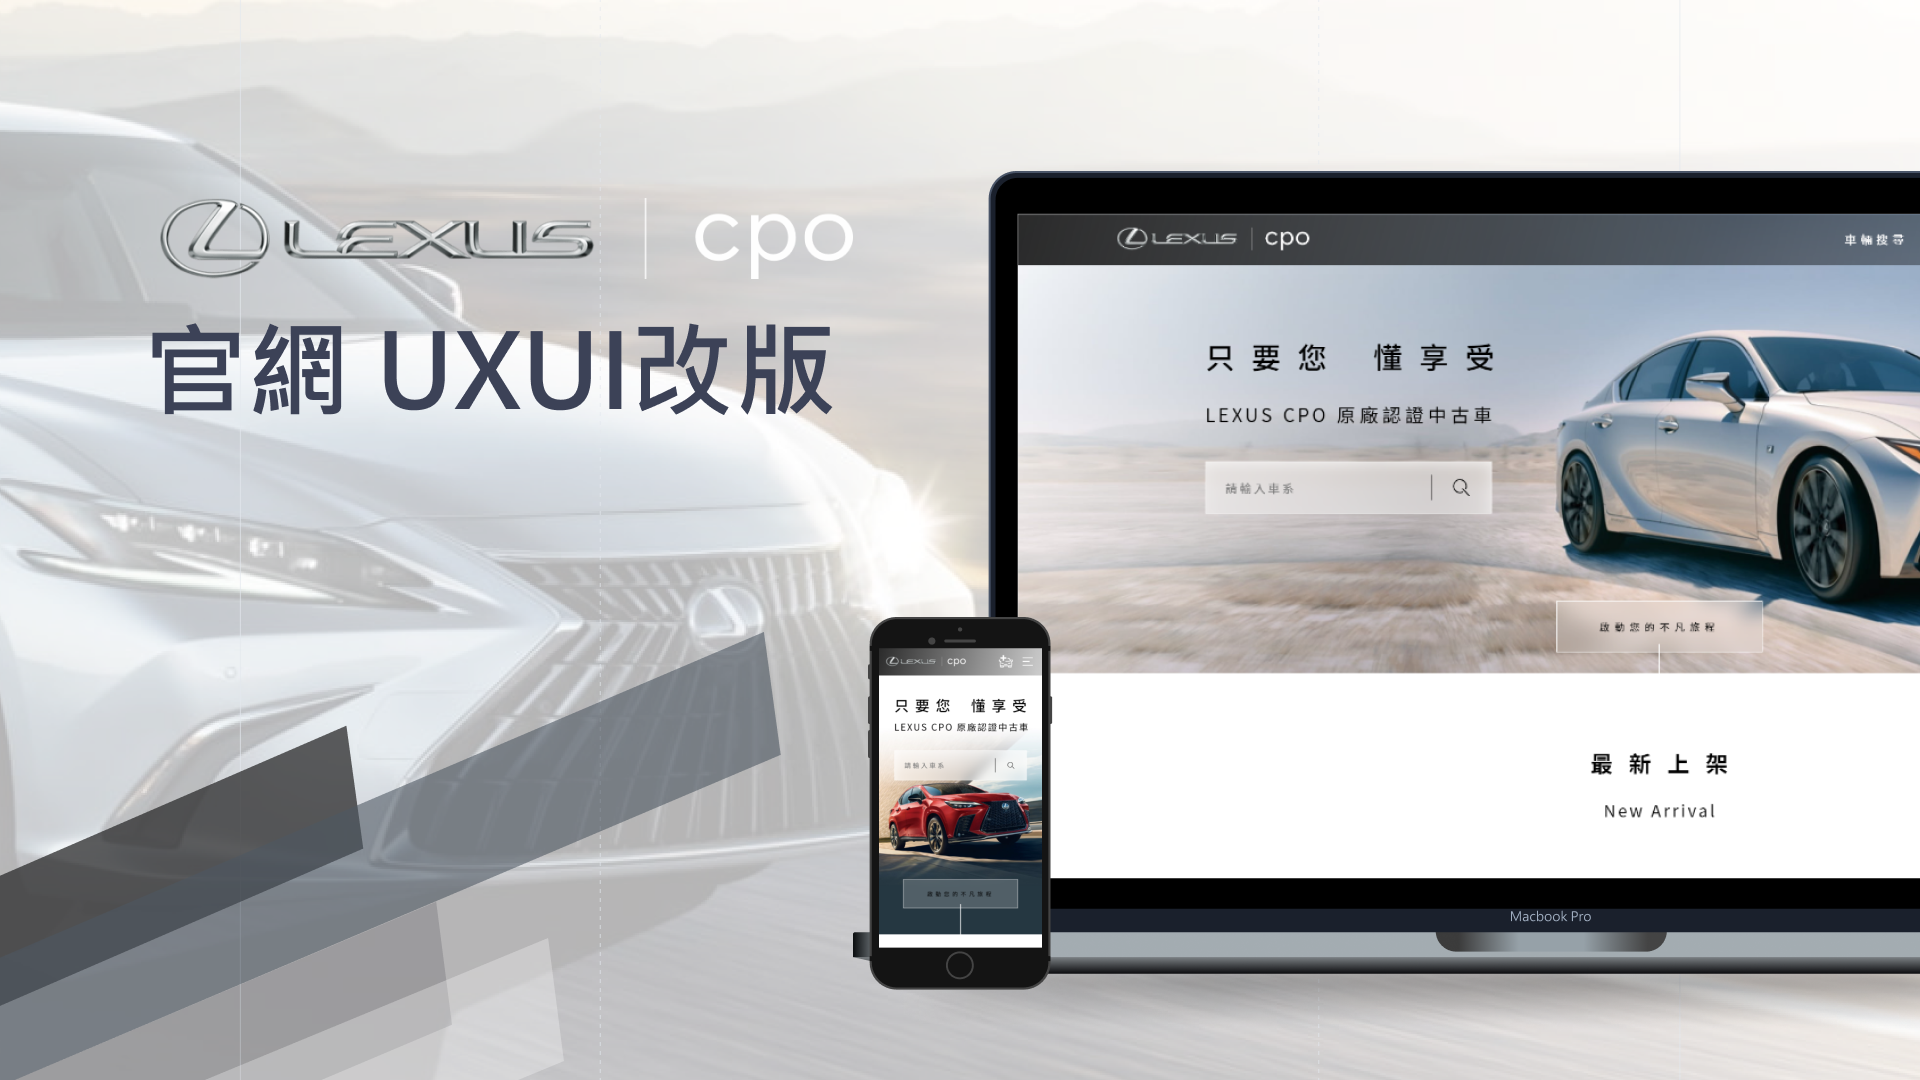 LEXUS | cpo
官網 UXUI改版
LEXUS | cpo
車輛搜尋
只要您 懂享受
LEXUS CPO 原廠認證中古車
請輸入車系
啟動您的不凡旅程
最新上架
New Arrival
Macbook Pro
LEXUS | cpo
只要您 懂享受
LEXUS CPO 原廠認證中古車
請輸入車系
啟動您的不凡旅程